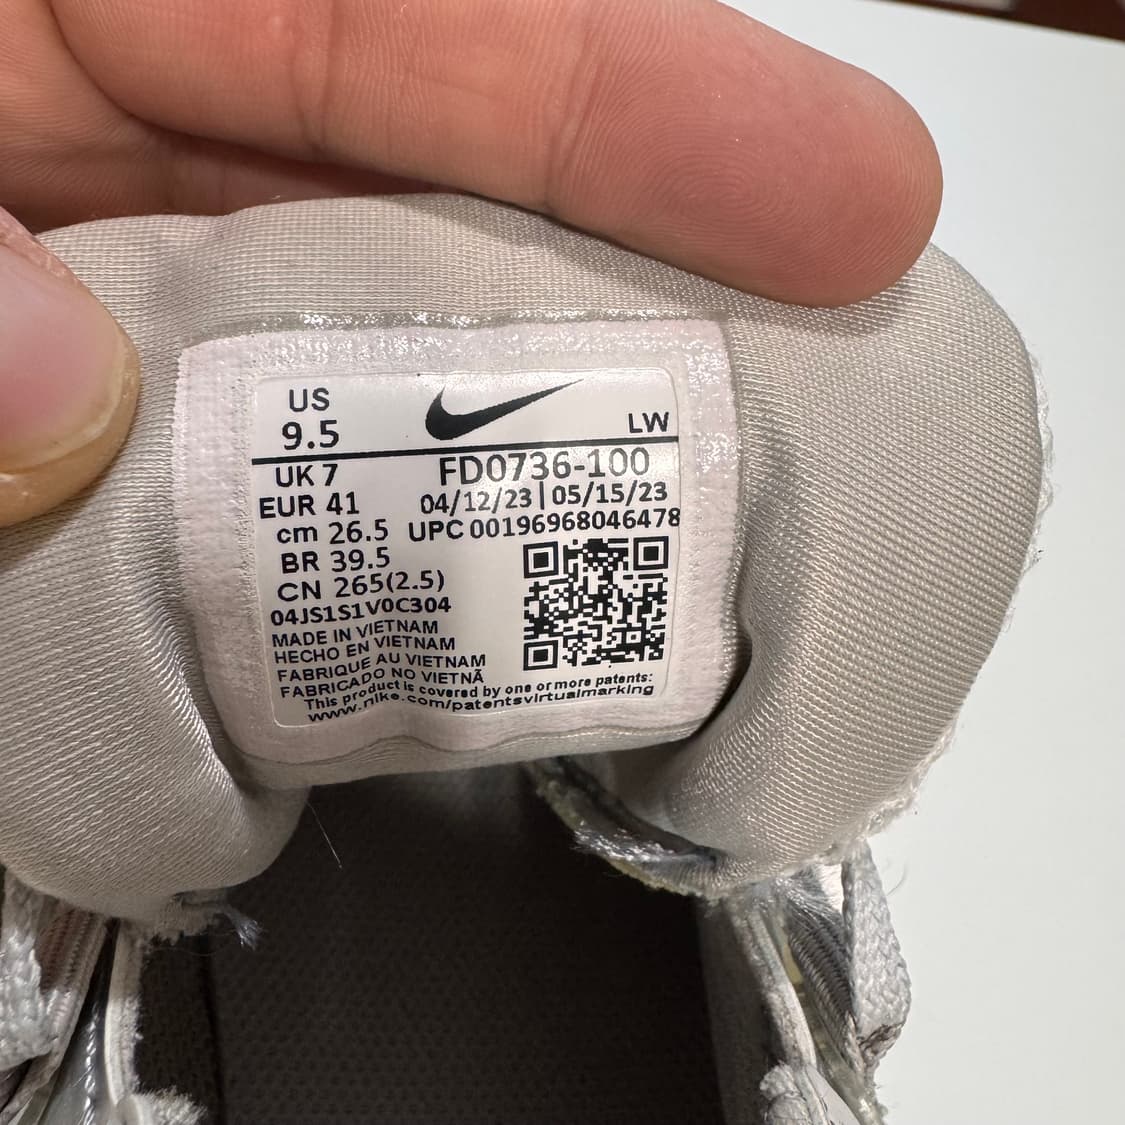 US
9.5
LW
UK 7
FD0736-100
EUR 41
04/12/23 | 05/15/23
cm 26.5
UPC 00196968046478
BR 39.5
CN 265(2.5)
04JS1S1V0C304
MADE IN VIETNAM
HECHO EN VIETNAM
FABRIQUE AU VIETNAM
FABRICADO NO VIETNÃ
This product is covered by one or more patents:
www.nike.com/patentsvirtualmarking